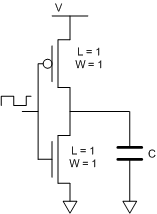 V
L = 1
W = 1
L = 1
W = 1
C